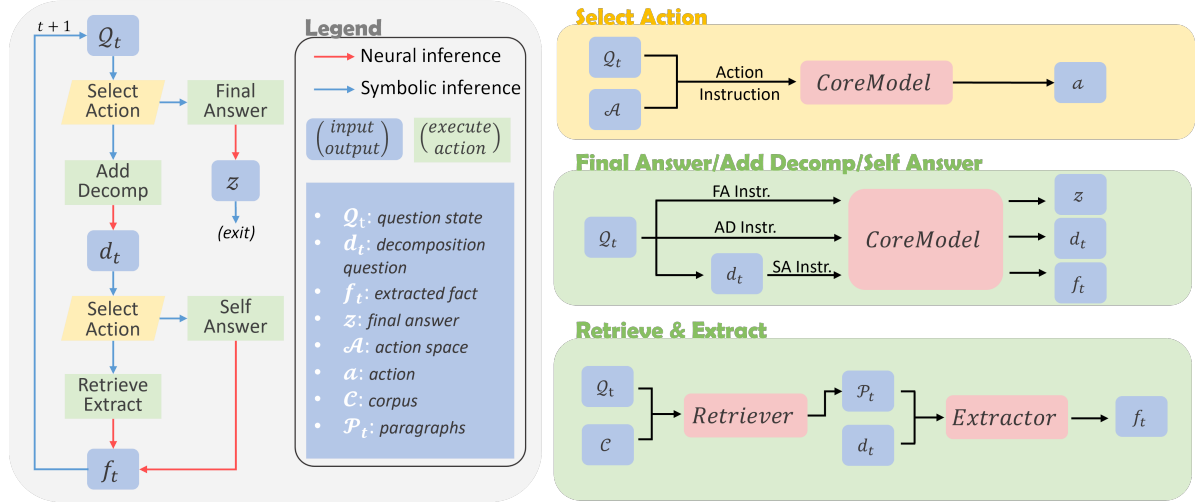 t + 1
Q_t
Select
Action
Final
Answer
Add
Decomp
z
(exit)
d_t
Select
Action
Self
Answer
Retrieve
Extract
f_t
Legend
Neural inference
Symbolic inference
(input
output)
(execute
action)
• Q_t: question state
• d_t: decomposition
question
• f_t: extracted fact
• z: final answer
• A: action space
• a: action
• C: corpus
• P_t: paragraphs
Select Action
Q_t
A
Action
Instruction
CoreModel
a
Final Answer/Add Decomp/Self Answer
Q_t
FA Instr.
AD Instr.
d_t
SA Instr.
CoreModel
z
d_t
f_t
Retrieve & Extract
Q_t
C
Retriever
P_t
d_t
Extractor
f_t